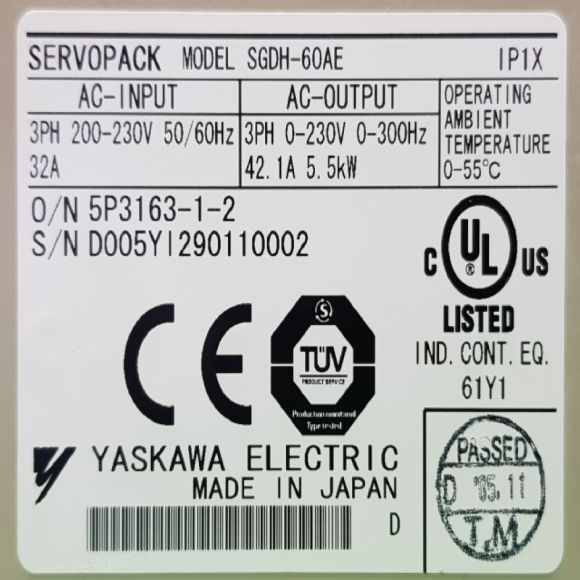 SERVOPACK MODEL SGDH-60AE IP1X
AC-INPUT
3PH 200-230V 50/60Hz
32A
AC-OUTPUT
3PH 0-230V 0-300Hz
42.1A 5.5kW
OPERATING
AMBIENT
TEMPERATURE
0-55°C
O/N 5P3163-1-2
S/N D005YI290110002
C UL US
LISTED
IND. CONT. EQ.
61Y1
CE
S
TÜV
PRODUCT SERVICE
Production monitored
Type tested
YASKAWA ELECTRIC
MADE IN JAPAN
D
PASSED
D '05.11
T.M